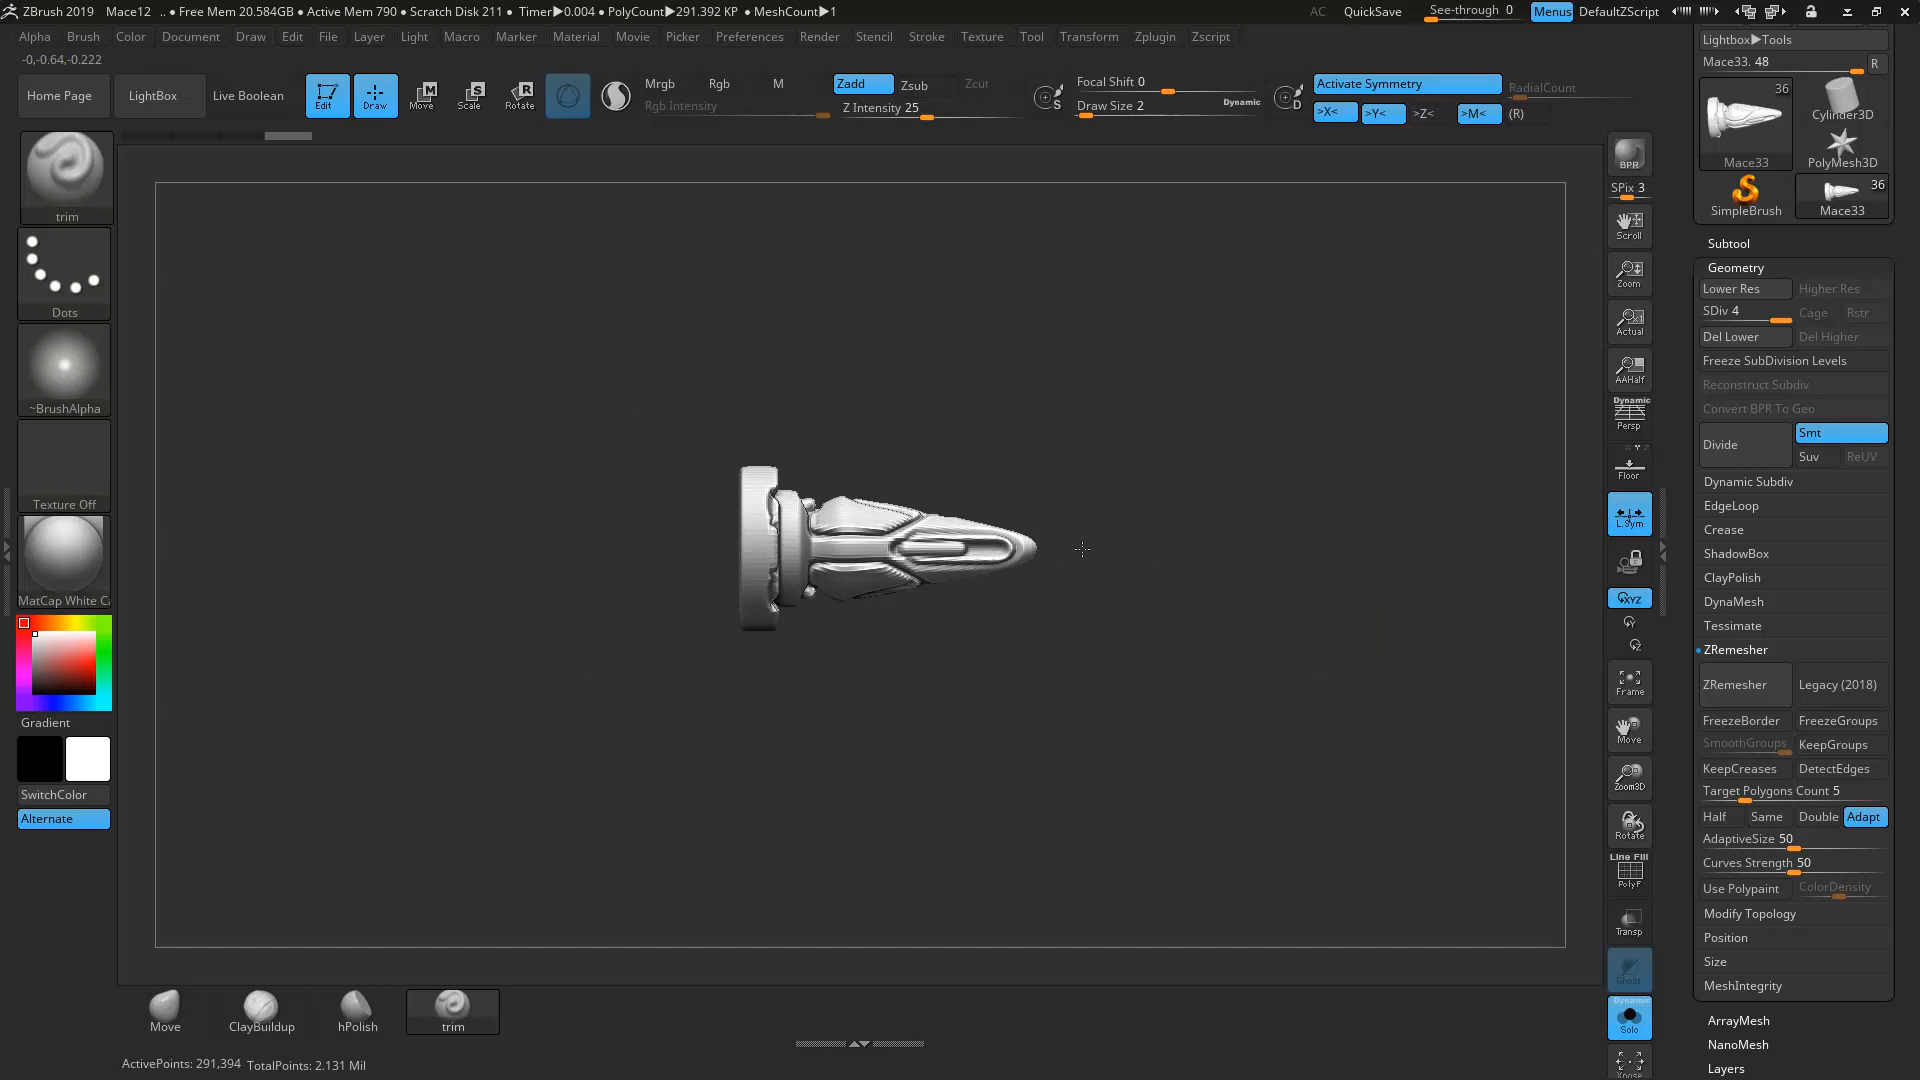 ZBrush 2019 Mace12 .. • Free Mem 20.584GB • Active Mem 790 • Scratch Disk 211 • Timer▶0.004 • PolyCount▶291.392 KP • MeshCount▶1 AC QuickSave See-through 0 Menus DefaultZScript
Alpha Brush Color Document Draw Edit File Layer Light Macro Marker Material Movie Picker Preferences Render Stencil Stroke Texture Tool Transform Zplugin Zscript
-0,-0.64,-0.222
Home Page LightBox Live Boolean Edit Draw Move Scale Rotate
Mrgb Rgb M Zadd Zsub Zcut
Rgb Intensity Z Intensity 25
Focal Shift 0
Draw Size 2 Dynamic
Activate Symmetry RadialCount
>X< >Y< >Z< >M< (R)
trim
Dots
~BrushAlpha
Texture Off
MatCap White C
Gradient
SwitchColor
Alternate
BPR
SPix 3
Scroll
Zoom
Actual
AAHalf
Dynamic
Persp
Floor
L.Sym
XYZ
Frame
Move
Zoom3D
Rotate
Line Fill
PolyF
Transp
Ghost
Dynamic
Solo
Xpose
Lightbox▶Tools
Mace33. 48 R
36
Mace33
Cylinder3D
PolyMesh3D
SimpleBrush
36
Mace33
Subtool
Geometry
Lower Res Higher Res
SDiv 4 Cage Rstr
Del Lower Del Higher
Freeze SubDivision Levels
Reconstruct Subdiv
Convert BPR To Geo
Divide Smt
Suv ReUV
Dynamic Subdiv
EdgeLoop
Crease
ShadowBox
ClayPolish
DynaMesh
Tessimate
ZRemesher
ZRemesher Legacy (2018)
FreezeBorder FreezeGroups
SmoothGroups KeepGroups
KeepCreases DetectEdges
Target Polygons Count 5
Half Same Double Adapt
AdaptiveSize 50
Curves Strength 50
Use Polypaint ColorDensity
Modify Topology
Position
Size
MeshIntegrity
ArrayMesh
NanoMesh
Layers
Move ClayBuildup hPolish trim
ActivePoints: 291,394 TotalPoints: 2.131 Mil